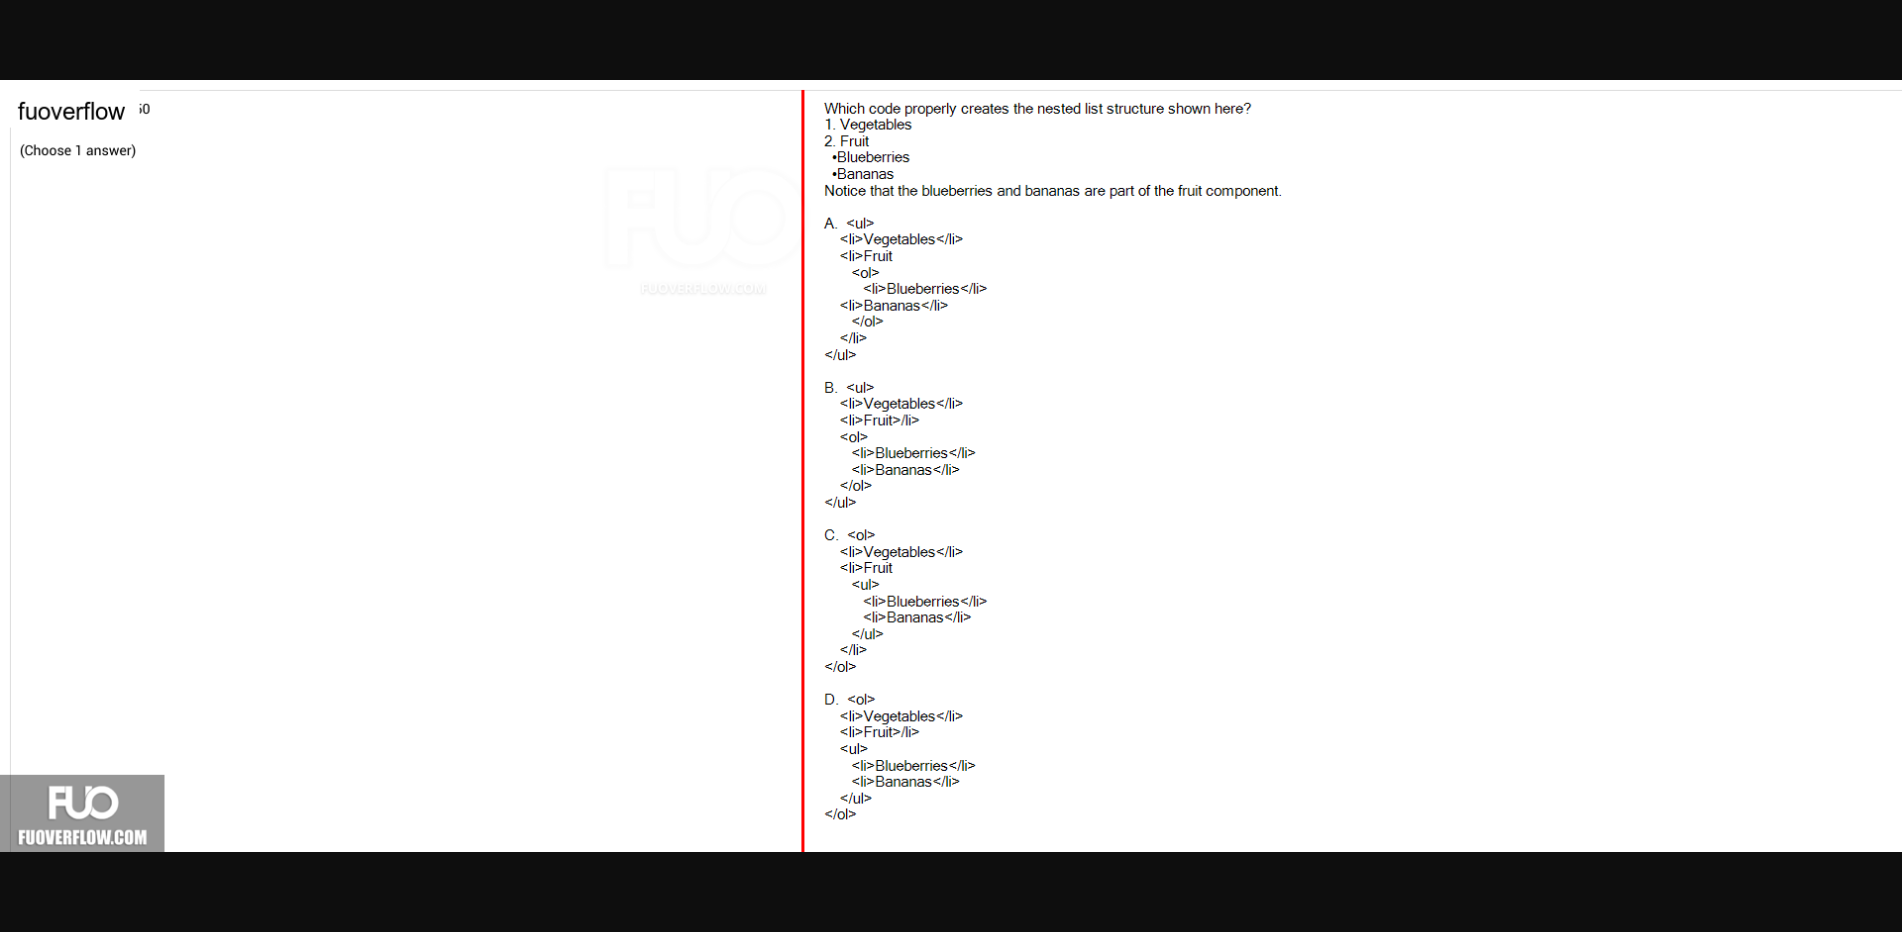 fuoverflow
60
(Choose 1 answer)
FUO
FUOVERFLOW.COM
Which code properly creates the nested list structure shown here?
1. Vegetables
2. Fruit
•Blueberries
•Bananas
Notice that the blueberries and bananas are part of the fruit component.
A. <ul>
<li>Vegetables</li>
<li>Fruit
<ol>
<li>Blueberries</li>
<li>Bananas</li>
</ol>
</li>
</ul>
B. <ul>
<li>Vegetables</li>
<li>Fruit>/li>
<ol>
<li>Blueberries</li>
<li>Bananas</li>
</ol>
</ul>
C. <ol>
<li>Vegetables</li>
<li>Fruit
<ul>
<li>Blueberries</li>
<li>Bananas</li>
</ul>
</li>
</ol>
D. <ol>
<li>Vegetables</li>
<li>Fruit>/li>
<ul>
<li>Blueberries</li>
<li>Bananas</li>
</ul>
</ol>
FUO
FUOVERFLOW.COM